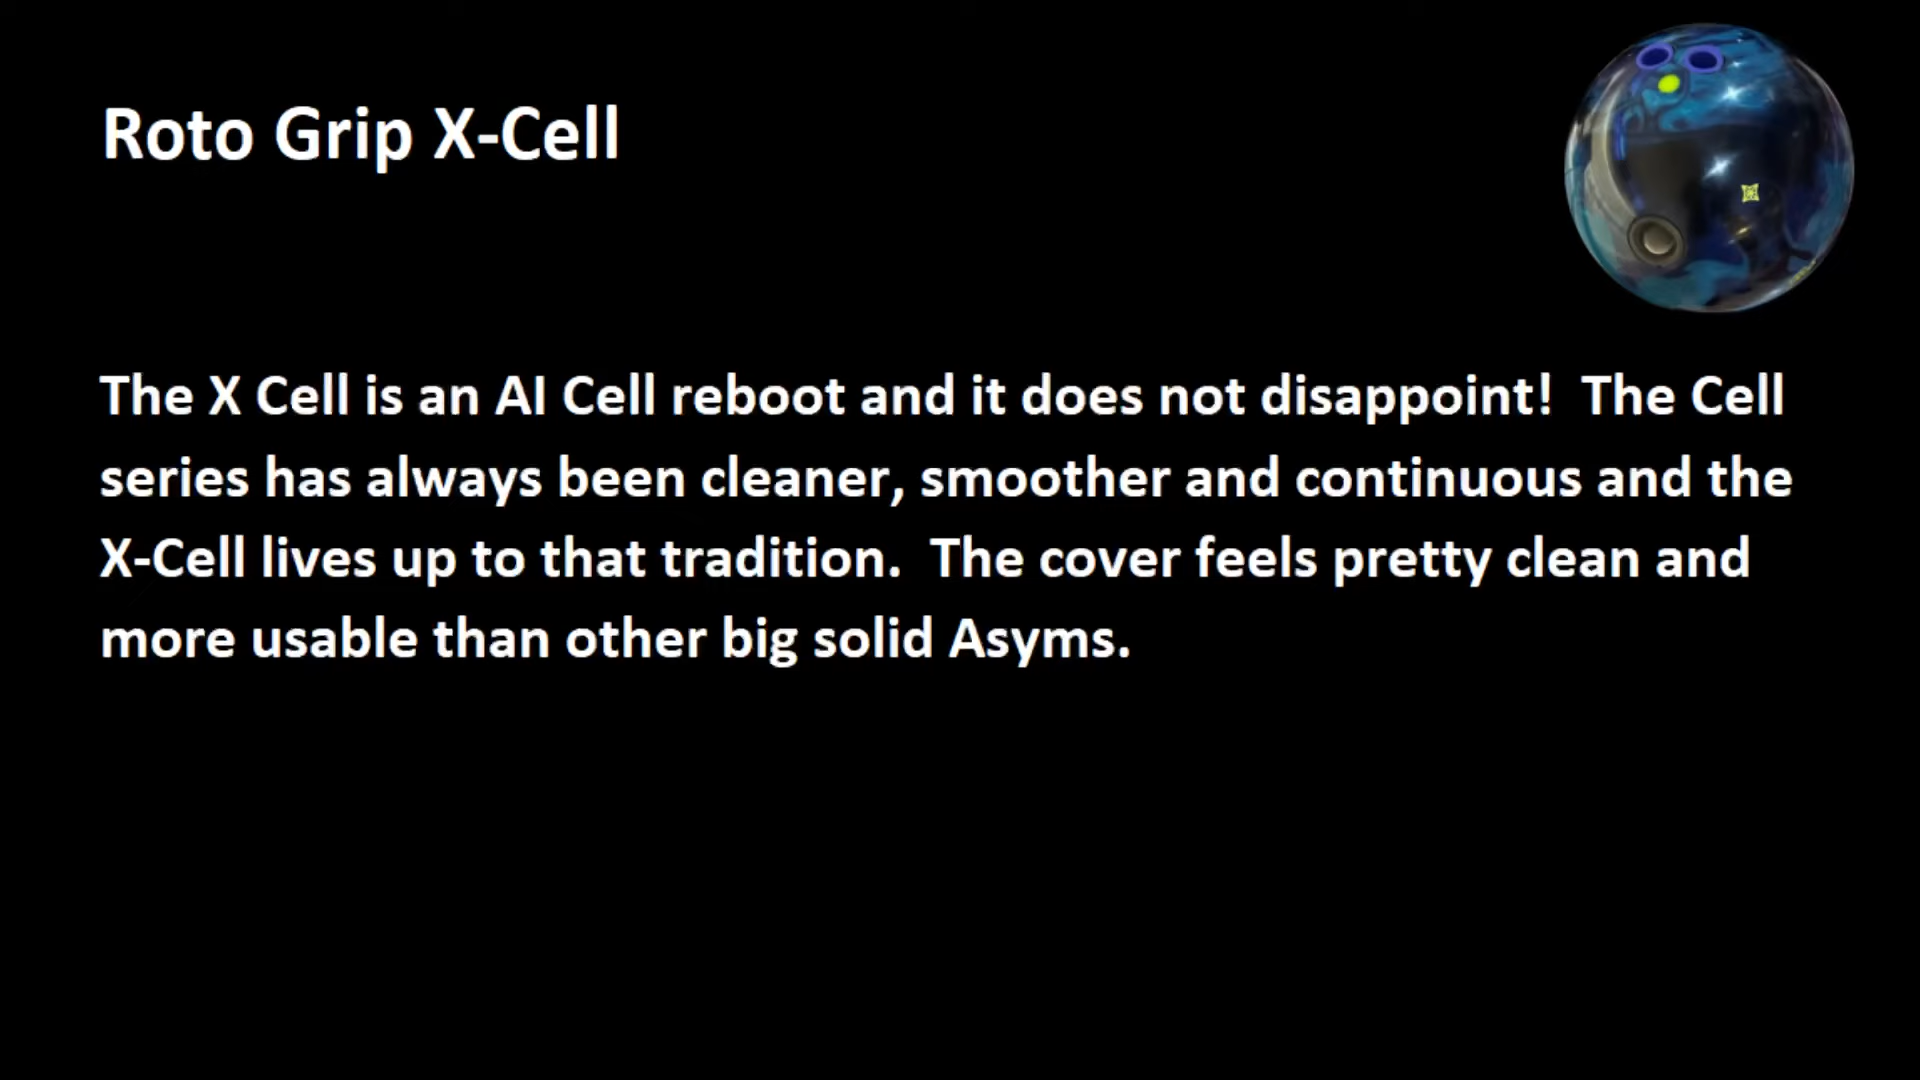 Roto Grip X-Cell
The X Cell is an AI Cell reboot and it does not disappoint!  The Cell
series has always been cleaner, smoother and continuous and the
X-Cell lives up to that tradition.  The cover feels pretty clean and
more usable than other big solid Asyms.